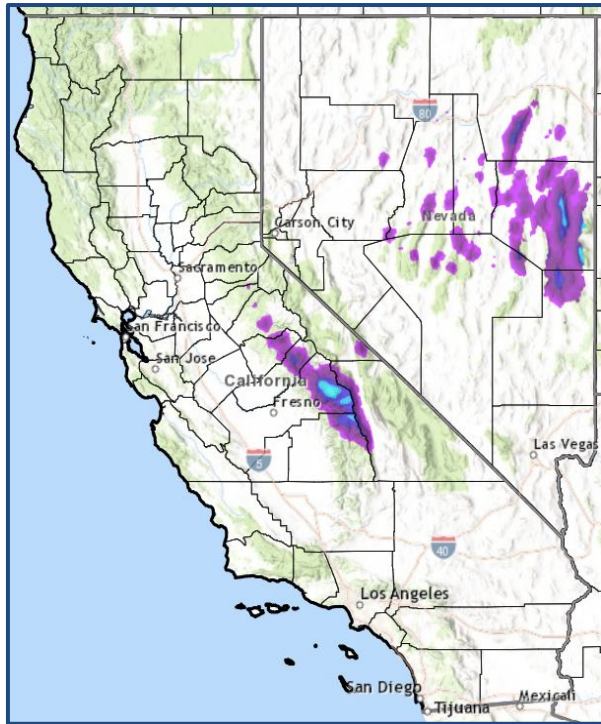 80
Nevada
Carson City
Sacramento
San Francisco
San Jose
California
Fresno
Las Vegas
5
40
Los Angeles
San Diego
Tijuana
Mexicali